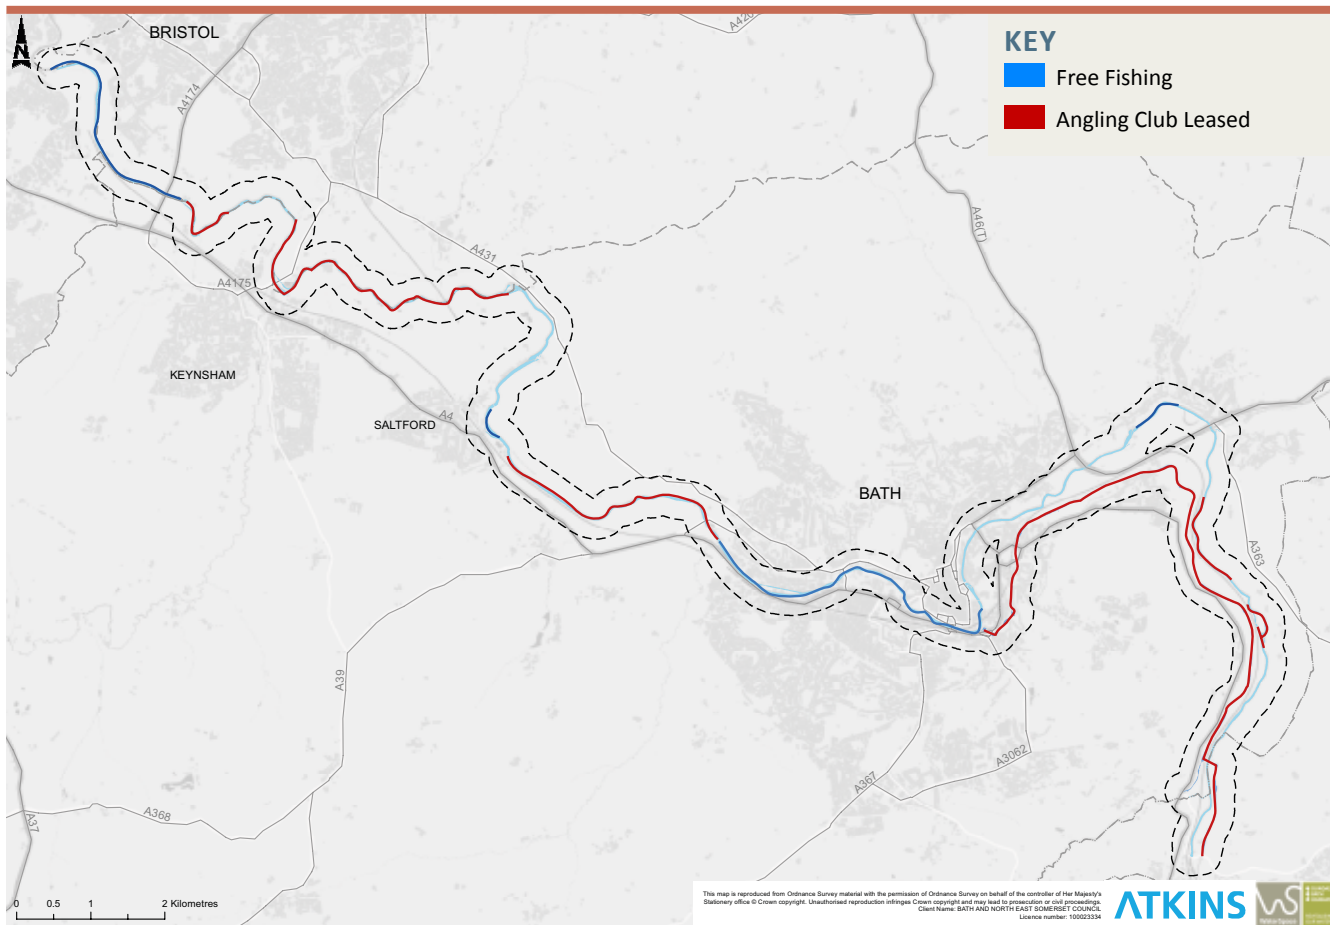 N
BRISTOL
A420
KEY
Free Fishing
Angling Club Leased
A4174
A46(T)
A431
A4175
KEYNSHAM
SALTFORD
A4
BATH
A363
A39
A3062
A367
A368
A37
0 0.5 1 2 Kilometres
This map is reproduced from Ordnance Survey material with the permission of Ordnance Survey on behalf of the controller of Her Majesty's
Stationery office © Crown copyright. Unauthorised reproduction infringes Crown copyright and may lead to prosecution or civil proceedings.
Client Name: BATH AND NORTH EAST SOMERSET COUNCIL
Licence number: 100023334
ATKINS